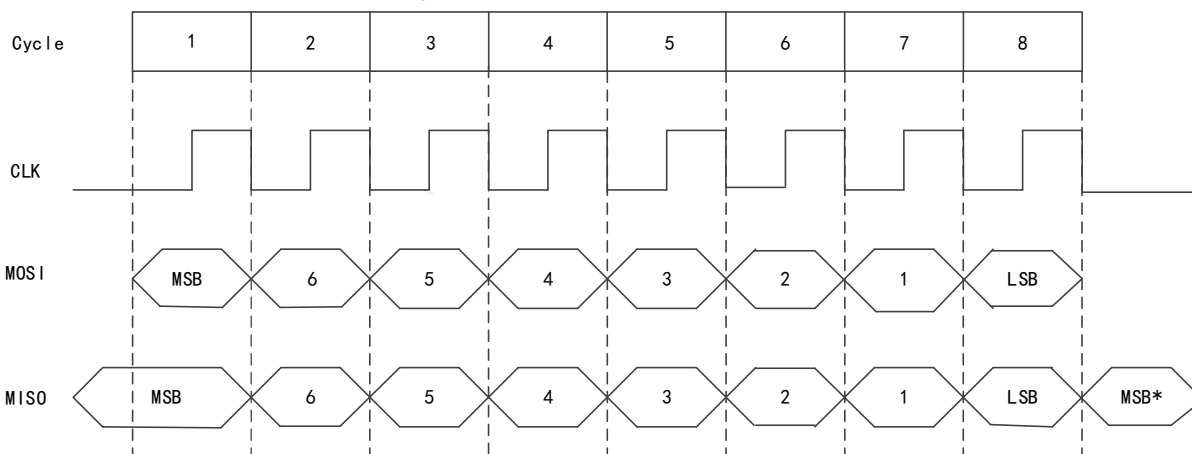 Cycle 1 2 3 4 5 6 7 8
CLK
MOSI MSB 6 5 4 3 2 1 LSB
MISO MSB 6 5 4 3 2 1 LSB MSB*